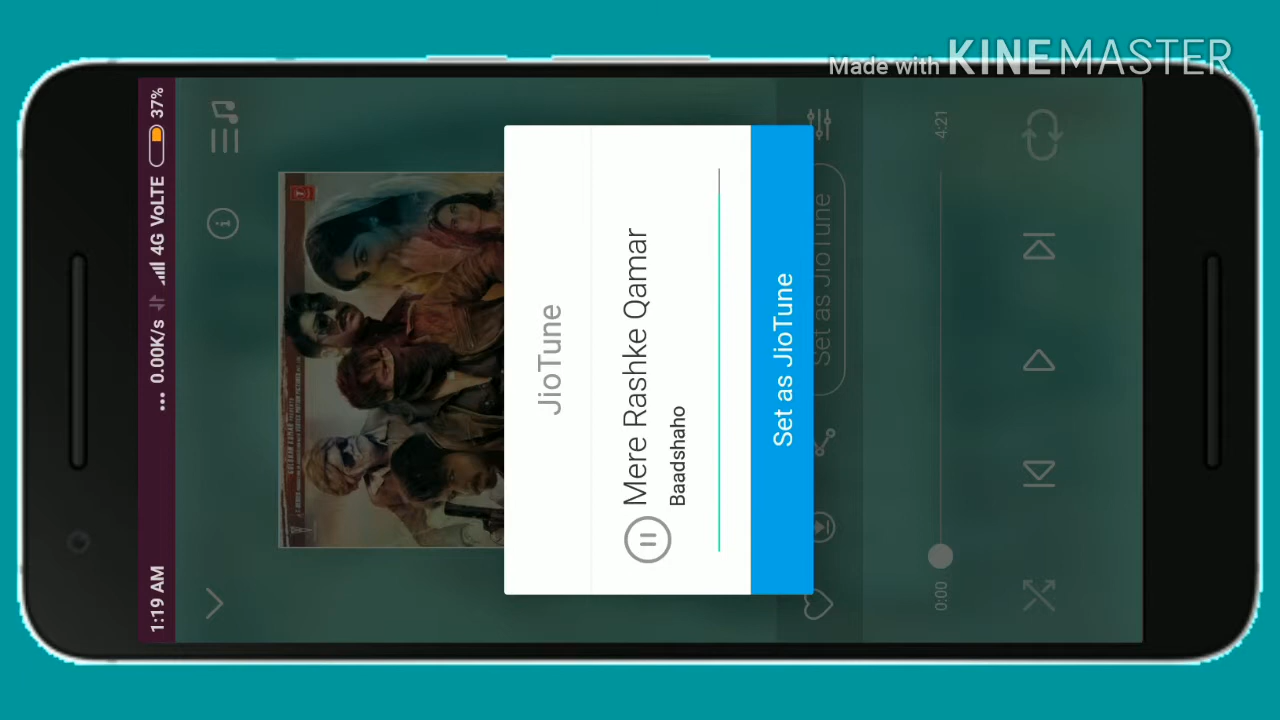 Made with KINEMASTER
1:19 AM
... 0.00K/s 4G VoLTE 37%
JioTune
Mere Rashke Qamar
Baadshaho
Set as JioTune
Set as JioTune
0:00
4:21